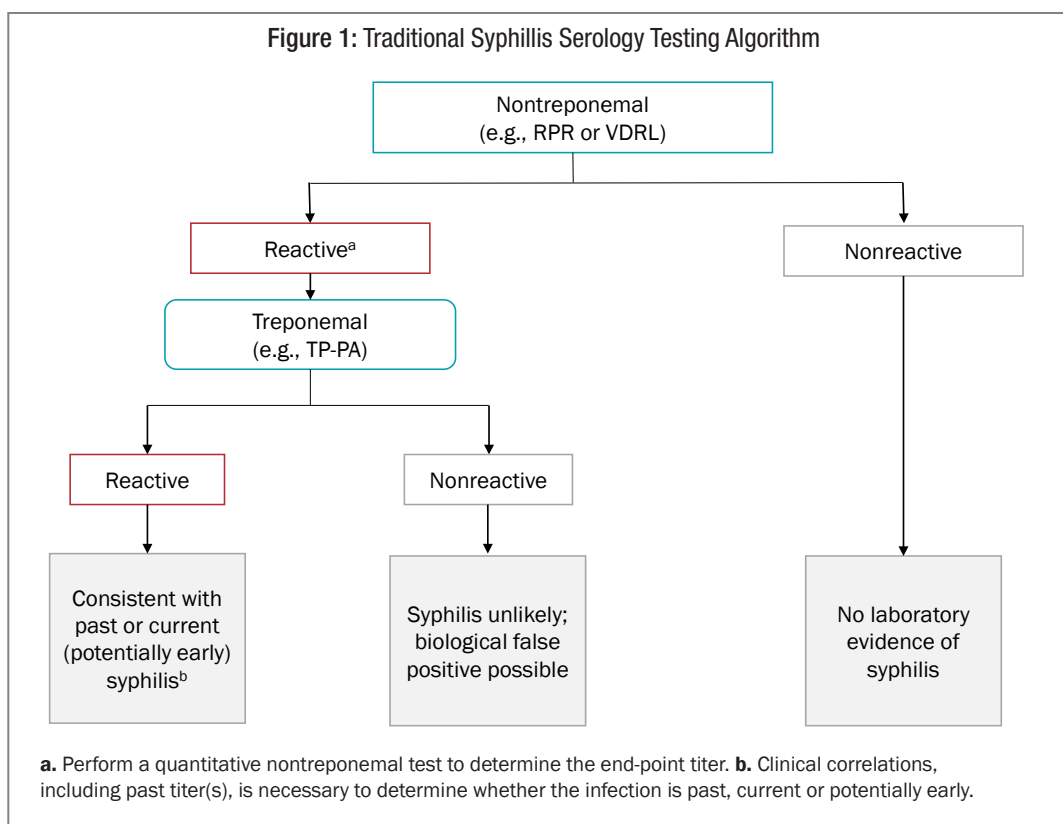 Figure 1: Traditional Syphillis Serology Testing Algorithm
Nontreponemal
(e.g., RPR or VDRL)
Reactiveᵃ
Nonreactive
Treponemal
(e.g., TP-PA)
Reactive
Nonreactive
Consistent with
past or current
(potentially early)
syphilisᵇ
Syphilis unlikely;
biological false
positive possible
No laboratory
evidence of
syphilis
a. Perform a quantitative nontreponemal test to determine the end-point titer. b. Clinical correlations,
including past titer(s), is necessary to determine whether the infection is past, current or potentially early.